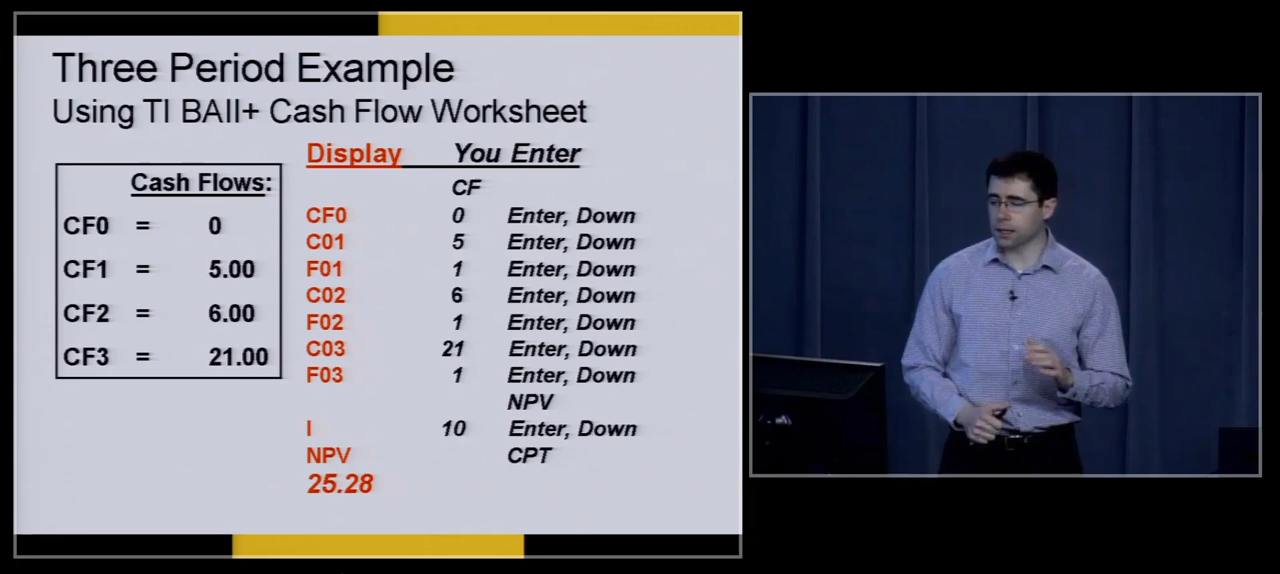 Three Period Example
Using TI BAII+ Cash Flow Worksheet
Cash Flows:
CF0 = 0
CF1 = 5.00
CF2 = 6.00
CF3 = 21.00
Display You Enter
CF
CF0 0 Enter, Down
C01 5 Enter, Down
F01 1 Enter, Down
C02 6 Enter, Down
F02 1 Enter, Down
C03 21 Enter, Down
F03 1 Enter, Down
NPV
I 10 Enter, Down
NPV CPT
25.28